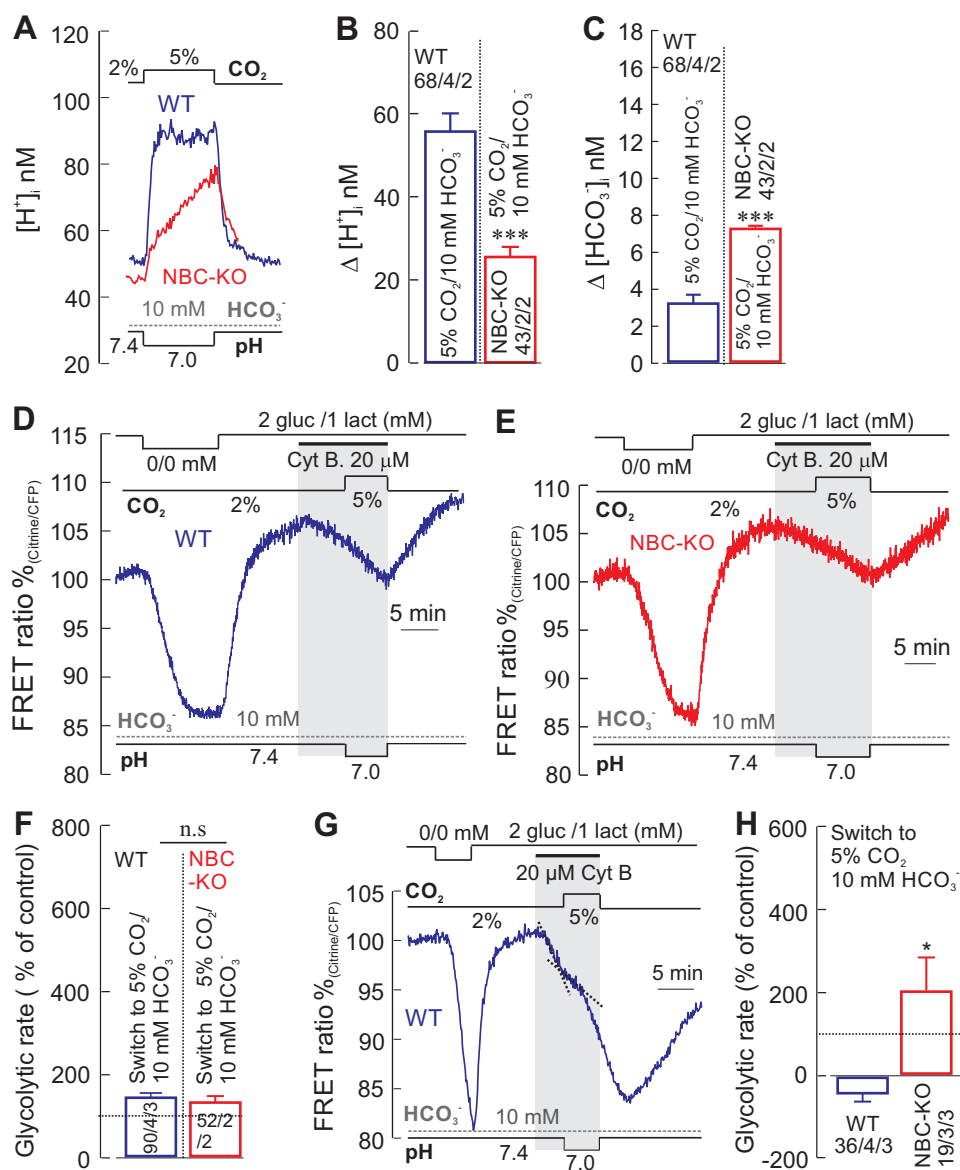 A
120
100
80
60
40
20
[H⁺]ᵢ nM
2%
5%
CO₂
WT
NBC-KO
10 mM
HCO₃⁻
7.4
7.0
pH
B
80
60
40
20
0
Δ [H⁺]ᵢ nM
WT
68/4/2
5% CO₂/10 mM HCO₃⁻
5% CO₂/
10 mM HCO₃⁻
***
NBC-KO
43/2/2
C
18
16
14
12
10
8
6
4
2
0
Δ [HCO₃⁻]ᵢ nM
WT
68/4/2
5% CO₂/10 mM HCO₃⁻
NBC-KO
43/2/2
***
5% CO₂/
10 mM HCO₃⁻
D
115
110
105
100
95
90
85
80
FRET ratio %(Citrine/CFP)
2 gluc /1 lact (mM)
0/0 mM
Cyt B. 20 µM
CO₂
2%
5%
WT
5 min
HCO₃⁻
10 mM
pH
7.4
7.0
E
110
105
100
95
90
85
80
FRET ratio %(Citrine/CFP)
2 gluc /1 lact (mM)
0/0 mM
Cyt B. 20 µM
CO₂
2%
5%
NBC-KO
5 min
HCO₃⁻
10 mM
pH
7.4
7.0
F
800
600
400
200
0
Glycolytic rate ( % of control)
n.s
WT
NBC
-KO
Switch to 5% CO₂/
10 mM HCO₃⁻
Switch to 5% CO₂/
10 mM HCO₃⁻
90/4/3
52/2
/2
G
105
100
95
90
85
80
FRET ratio %(Citrine/CFP)
0/0 mM
2 gluc /1 lact (mM)
20 µM Cyt B
CO₂
2%
5%
5 min
WT
HCO₃⁻
10 mM
pH
7.4
7.0
H
600
400
200
0
-200
Glycolytic rate (% of control)
Switch to
5% CO₂
10 mM HCO₃⁻
*
WT
36/4/3
NBC-KO
19/3/3